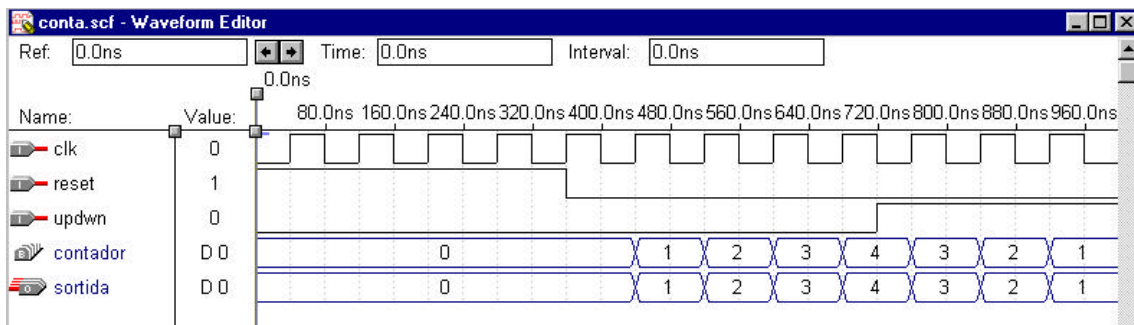 conta.scf - Waveform Editor
Ref: 0.0ns Time: 0.0ns Interval: 0.0ns
0.0ns
Name: Value: 80.0ns 160.0ns 240.0ns 320.0ns 400.0ns 480.0ns 560.0ns 640.0ns 720.0ns 800.0ns 880.0ns 960.0ns
clk 0
reset 1
updwn 0
contador D 0 0 1 2 3 4 3 2 1
sortida D 0 0 1 2 3 4 3 2 1